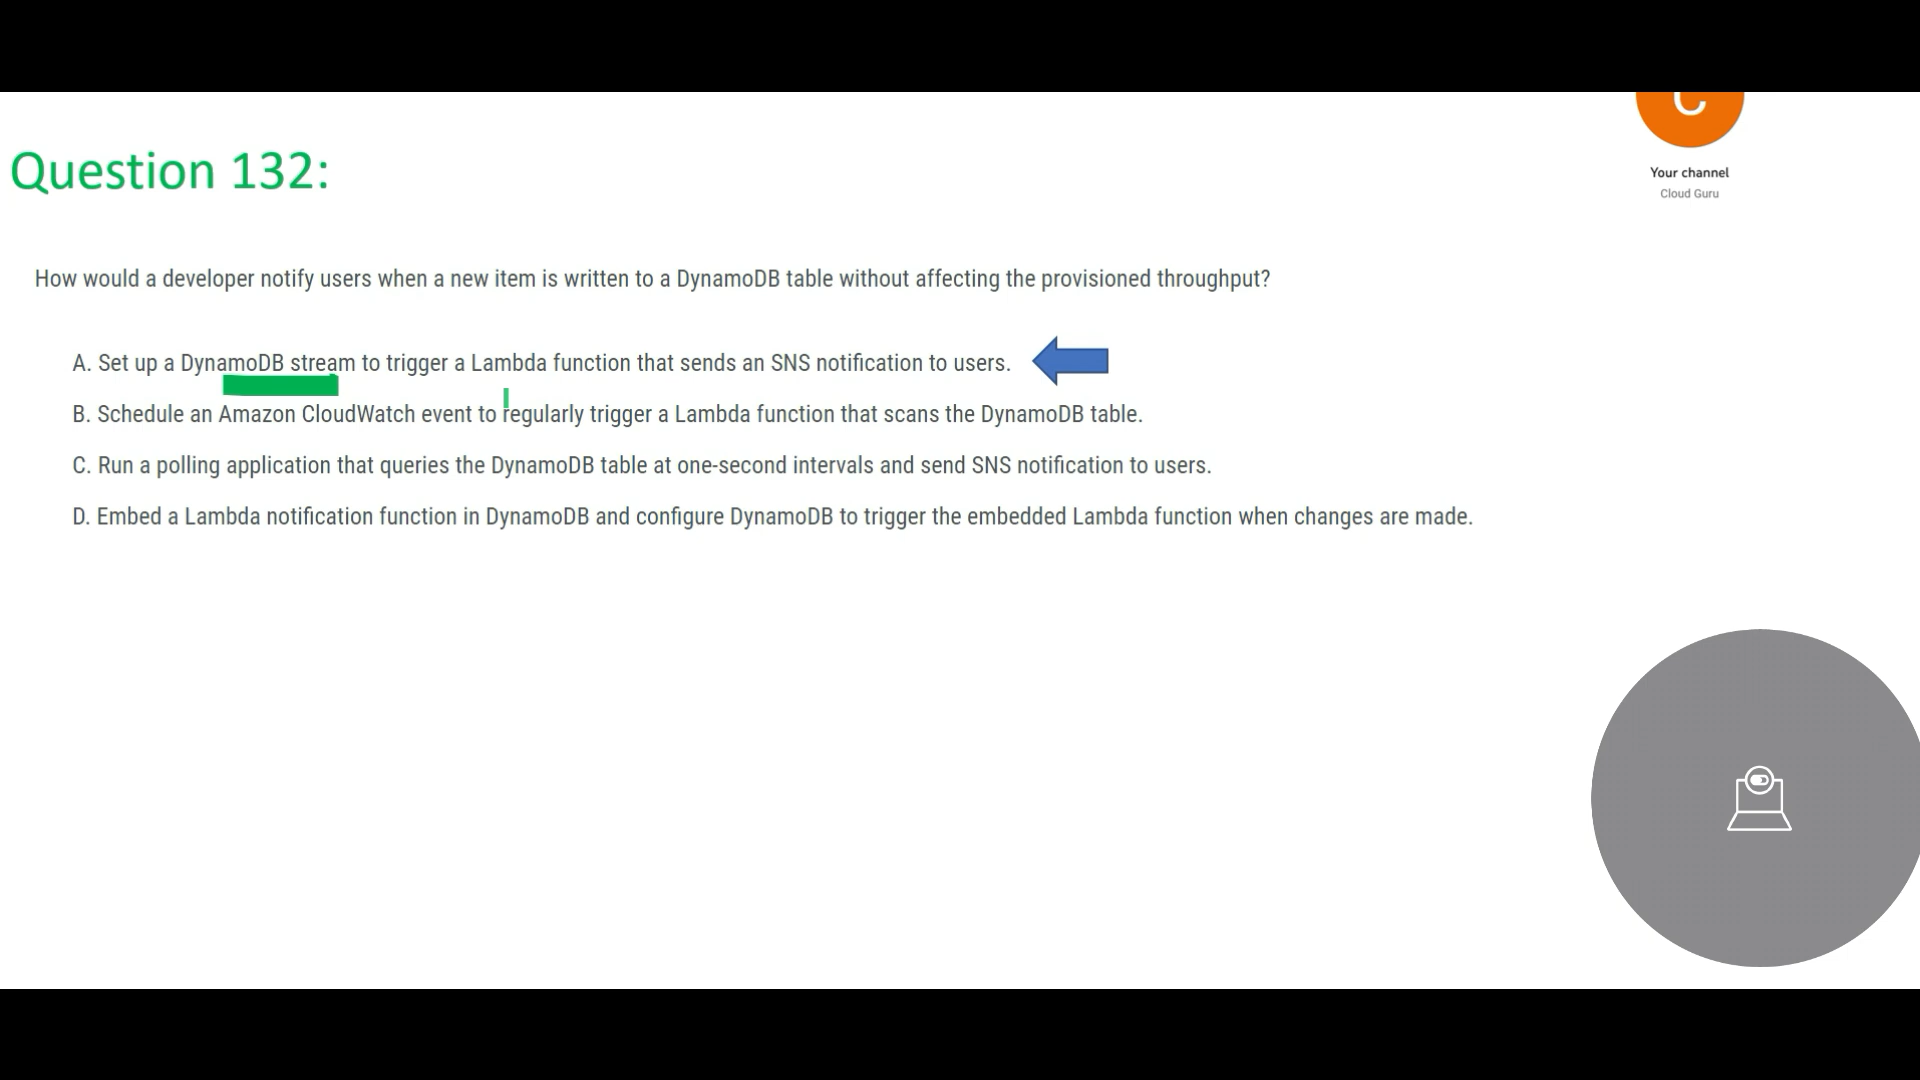 C
Your channel
Cloud Guru
Question 132:
How would a developer notify users when a new item is written to a DynamoDB table without affecting the provisioned throughput?
A. Set up a DynamoDB stream to trigger a Lambda function that sends an SNS notification to users.
B. Schedule an Amazon CloudWatch event to regularly trigger a Lambda function that scans the DynamoDB table.
C. Run a polling application that queries the DynamoDB table at one-second intervals and send SNS notification to users.
D. Embed a Lambda notification function in DynamoDB and configure DynamoDB to trigger the embedded Lambda function when changes are made.